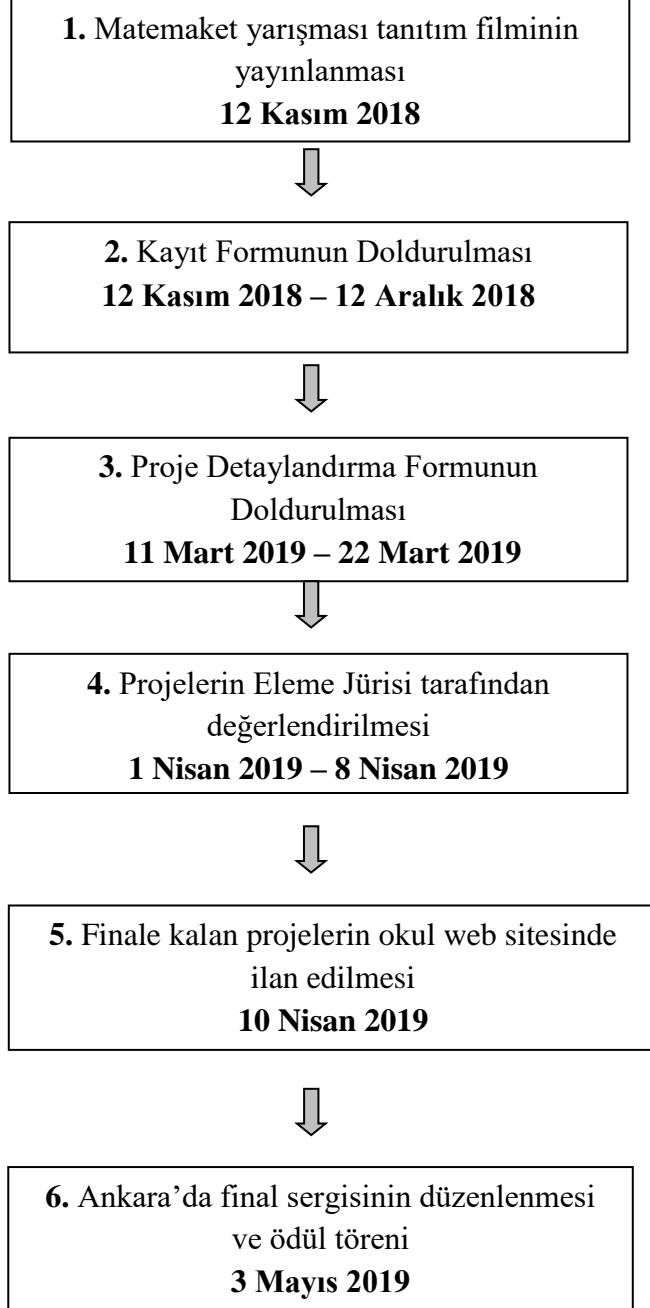 1. Matemaket yarışması tanıtım filminin
yayınlanması
12 Kasım 2018
2. Kayıt Formunun Doldurulması
12 Kasım 2018 – 12 Aralık 2018
3. Proje Detaylandırma Formunun
Doldurulması
11 Mart 2019 – 22 Mart 2019
4. Projelerin Eleme Jürisi tarafından
değerlendirilmesi
1 Nisan 2019 – 8 Nisan 2019
5. Finale kalan projelerin okul web sitesinde
ilan edilmesi
10 Nisan 2019
6. Ankara’da final sergisinin düzenlenmesi
ve ödül töreni
3 Mayıs 2019